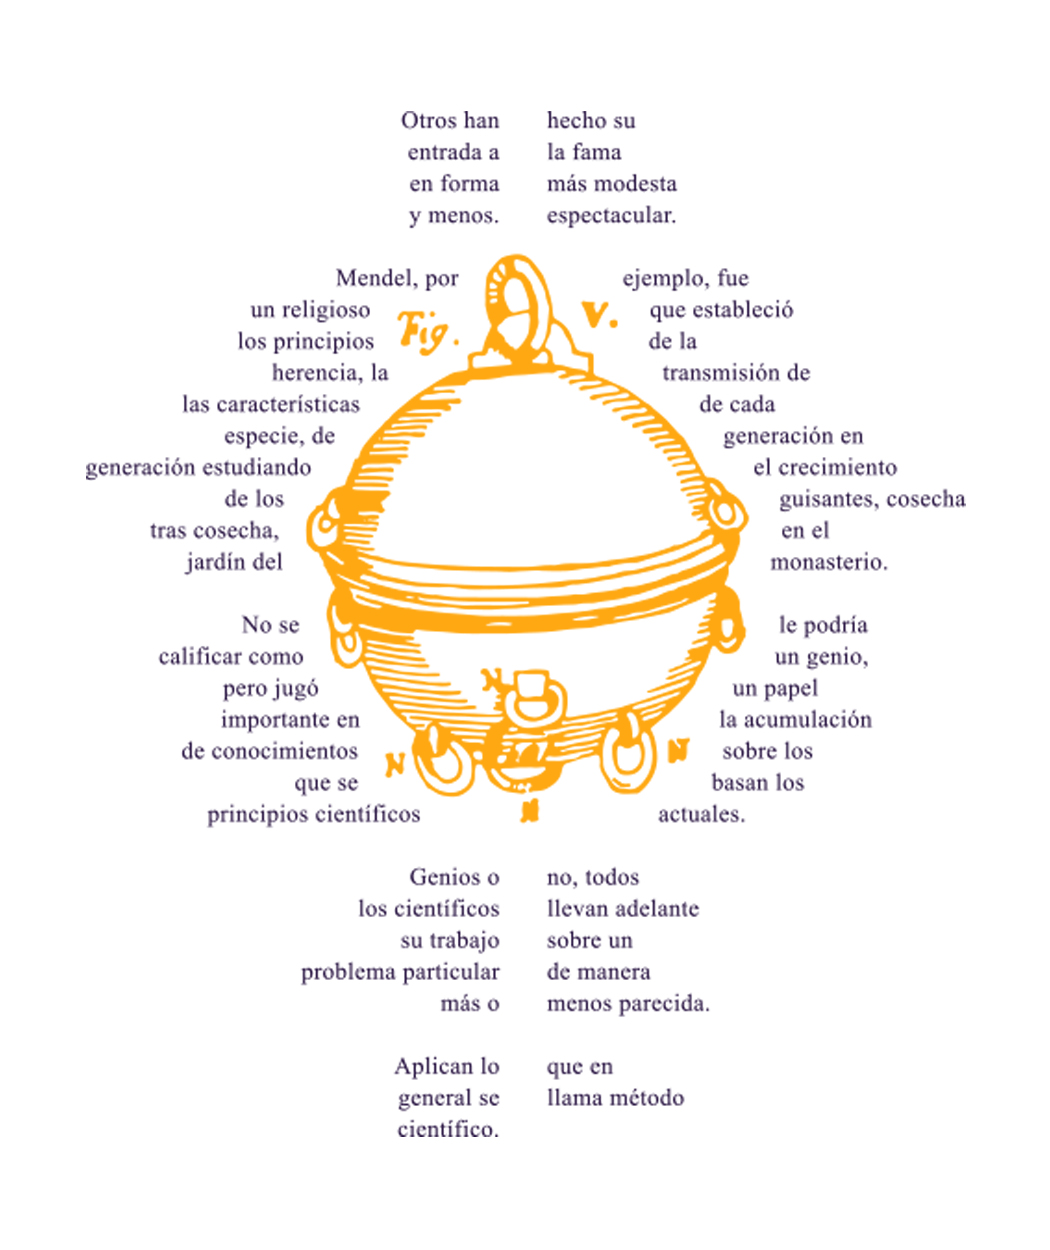 Otros han hecho su
entrada a la fama
en forma más modesta
y menos. espectacular.
Mendel, por ejemplo, fue
un religioso que estableció
los principios de la
herencia, la transmisión de
las características de cada
especie, de generación en
generación estudiando el crecimiento
de los guisantes, cosecha
tras cosecha, en el
jardín del monasterio.
Fig. V.
No se le podría
calificar como un genio,
pero jugó un papel
importante en la acumulación
de conocimientos sobre los
que se basan los
principios científicos actuales.
N
N
N
N
Genios o no, todos
los científicos llevan adelante
su trabajo sobre un
problema particular de manera
más o menos parecida.
Aplican lo que en
general se llama método
científico.